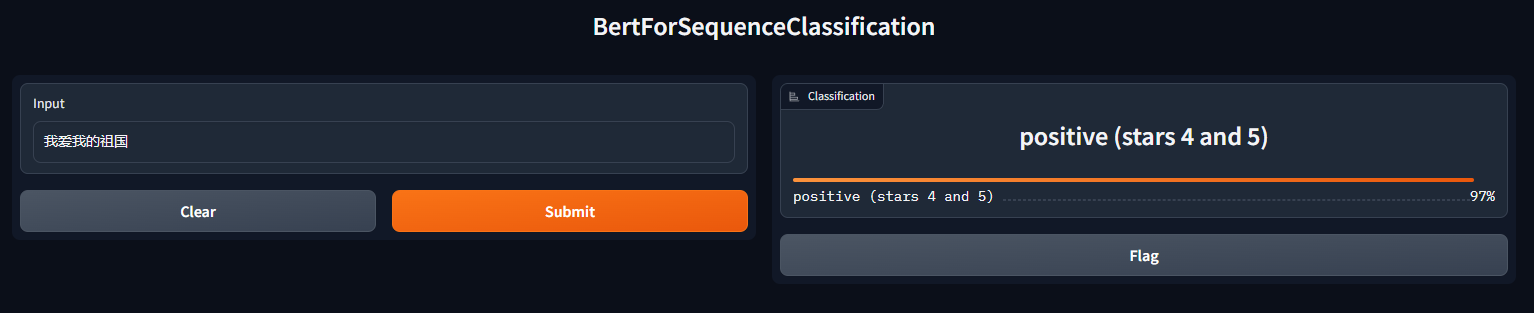 BertForSequenceClassification
Input
我爱我的祖国
Clear
Submit
Classification
positive (stars 4 and 5)
positive (stars 4 and 5) 97%
Flag